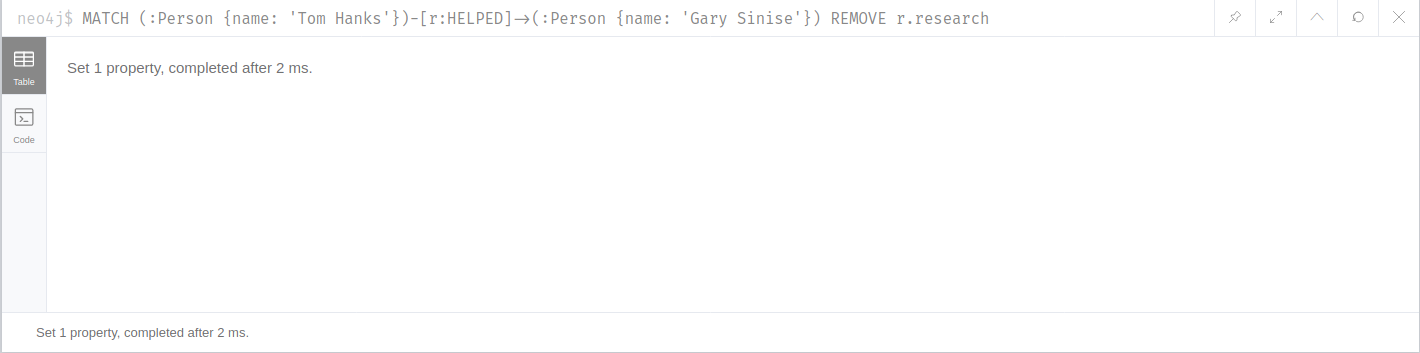 neo4j$ MATCH (:Person {name: 'Tom Hanks'})-[r:HELPED]→(:Person {name: 'Gary Sinise'}) REMOVE r.research
Table
Set 1 property, completed after 2 ms.
Code
Set 1 property, completed after 2 ms.